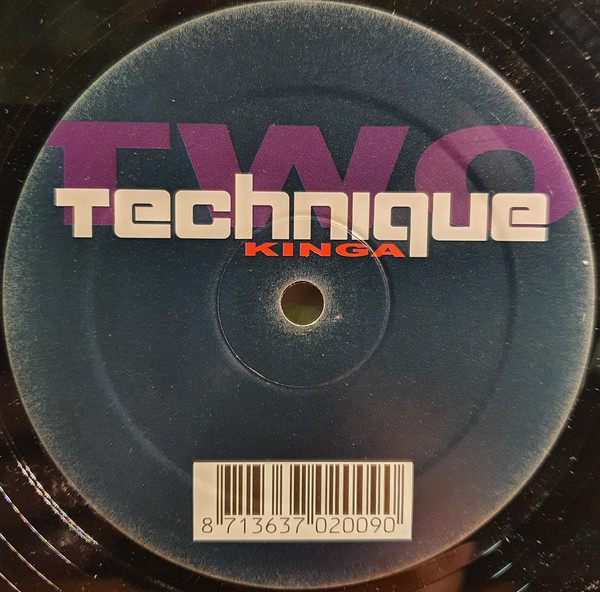 TWO
Technique
KINGA
8 713637 020090